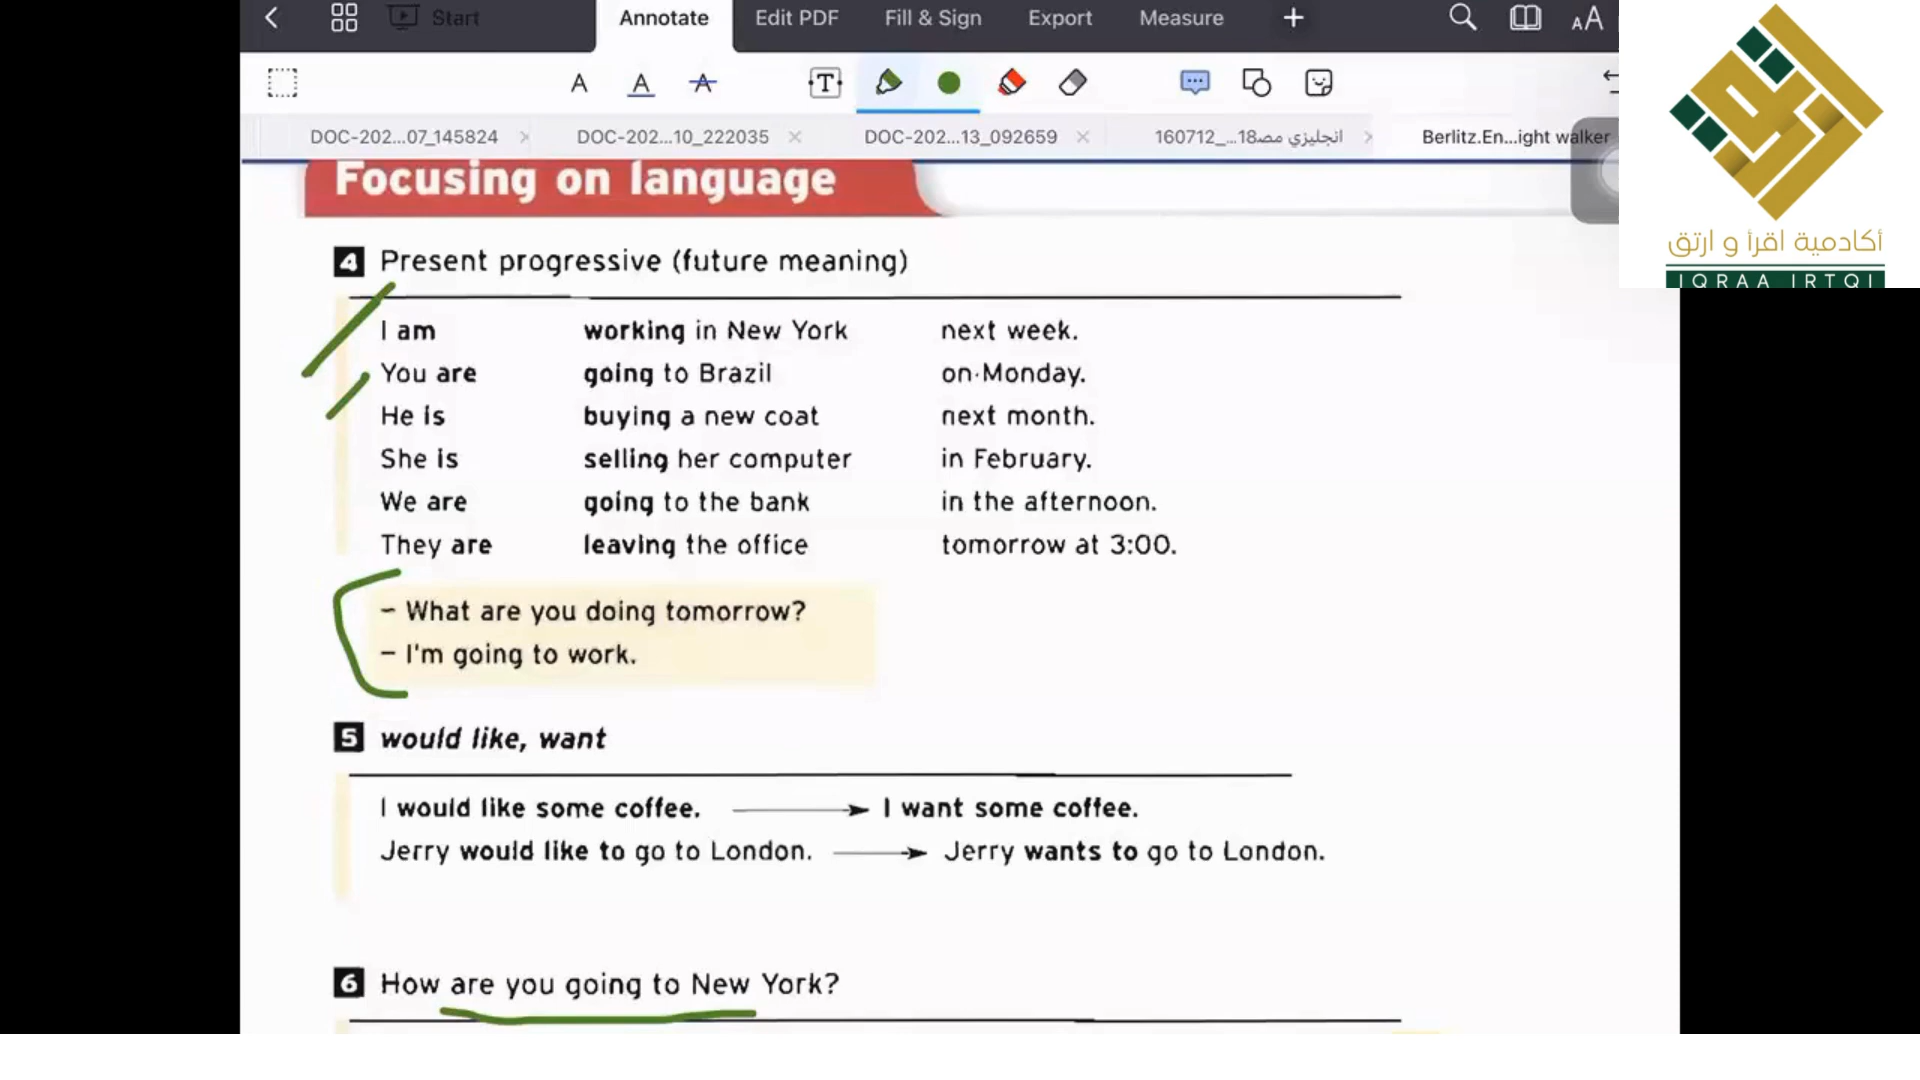 Start Annotate Edit PDF Fill & Sign Export Measure + AA
A A A T
DOC-202...07_145824 × DOC-202...10_222035 × DOC-202...13_092659 × انجليزي مص18..._160712 × Berlitz.En...ight walker
أكادمية اقرأ و ارتق
IQRAA IRTQI
Focusing on language
4 Present progressive (future meaning)
I am working in New York next week.
You are going to Brazil on Monday.
He is buying a new coat next month.
She is selling her computer in February.
We are going to the bank in the afternoon.
They are leaving the office tomorrow at 3:00.
– What are you doing tomorrow?
– I'm going to work.
5 would like, want
I would like some coffee. → I want some coffee.
Jerry would like to go to London. → Jerry wants to go to London.
6 How are you going to New York?